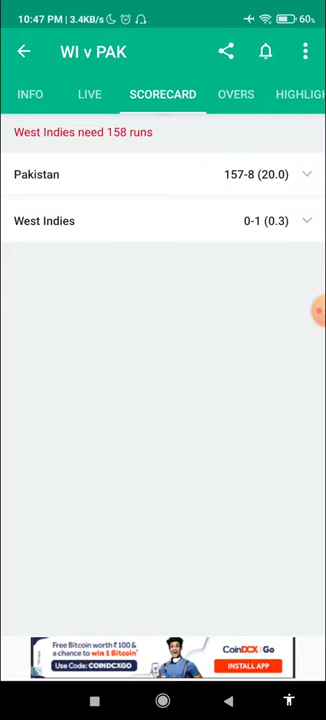 10:47 PM | 3.4KB/s
60%
WI v PAK
INFO LIVE SCORECARD OVERS HIGHLIGH
West Indies need 158 runs
Pakistan 157-8 (20.0)
West Indies 0-1 (0.3)
Free Bitcoin worth ₹100 &
a chance to win 1 Bitcoin*
Use Code: COINDCXGO
CoinDCX Go
INSTALL APP